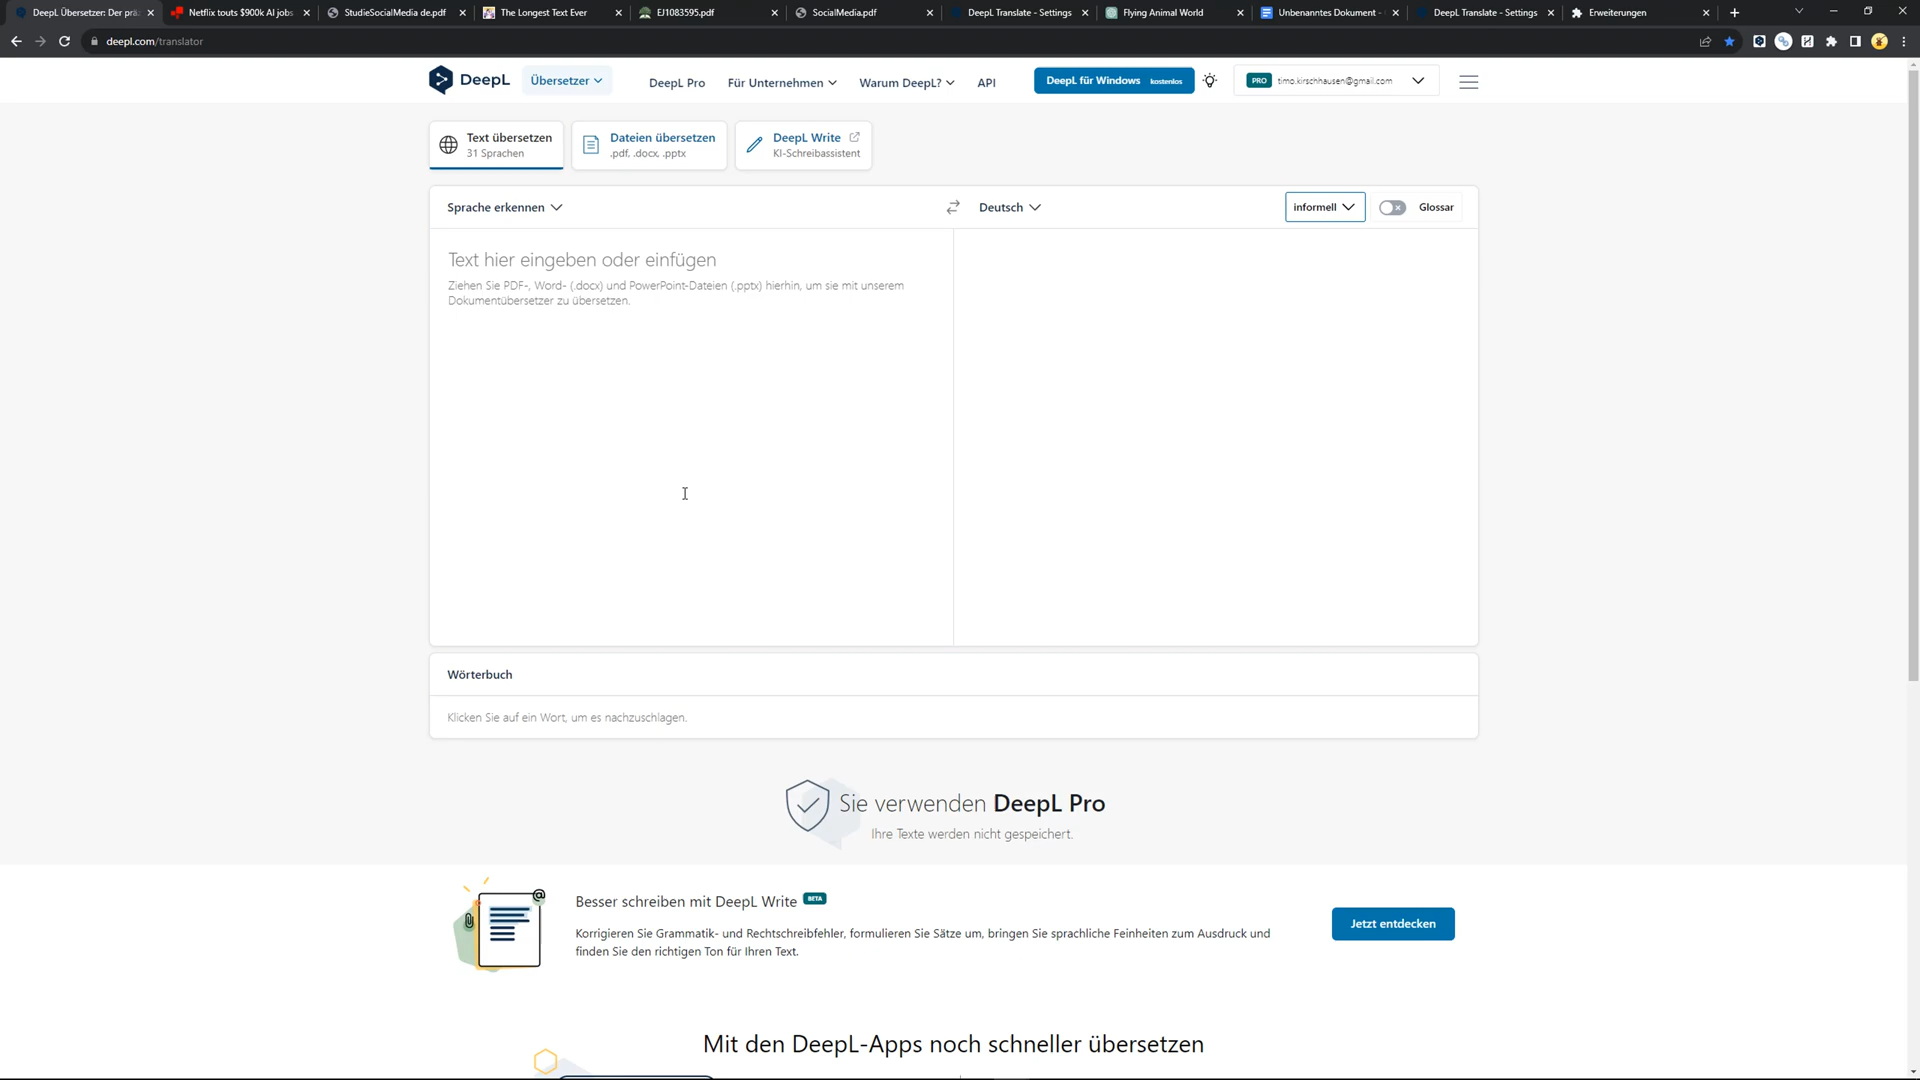 DeepL Übersetzer: Der prä
Netflix touts $900k AI jobs
StudieSocialMedia de.pdf
The Longest Text Ever
EJ1083595.pdf
SocialMedia.pdf
DeepL Translate - Settings
Flying Animal World
Unbenanntes Dokument -
DeepL Translate - Settings
Erweiterungen
deepl.com/translator
DeepL
Übersetzer
DeepL Pro
Für Unternehmen
Warum DeepL?
API
DeepL für Windows kostenlos
PRO timo.kirschhausen@gmail.com
Text übersetzen
31 Sprachen
Dateien übersetzen
.pdf, .docx, .pptx
DeepL Write
KI-Schreibassistent
Sprache erkennen
Deutsch
informell
Glossar
Text hier eingeben oder einfügen
Ziehen Sie PDF-, Word- (.docx) und PowerPoint-Dateien (.pptx) hierhin, um sie mit unserem
Dokumentübersetzer zu übersetzen.
Wörterbuch
Klicken Sie auf ein Wort, um es nachzuschlagen.
Sie verwenden DeepL Pro
Ihre Texte werden nicht gespeichert.
Besser schreiben mit DeepL Write BETA
Korrigieren Sie Grammatik- und Rechtschreibfehler, formulieren Sie Sätze um, bringen Sie sprachliche Feinheiten zum Ausdruck und
finden Sie den richtigen Ton für Ihren Text.
Jetzt entdecken
Mit den DeepL-Apps noch schneller übersetzen